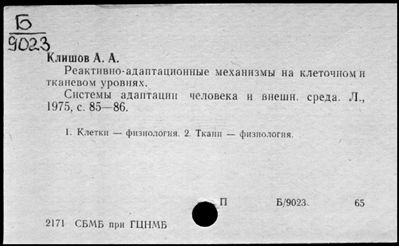 Б
9023
Клишов А. А.
Реактивно-адаптационные механизмы на клеточном и
тканевом уровнях.
Системы адаптации человека и внешн. среда. Л.,
1975, с. 85—86.
1. Клетки — физиология. 2. Ткани — физиология.
П Б/9023. 65
2171 СБМБ при ГЦНМБ